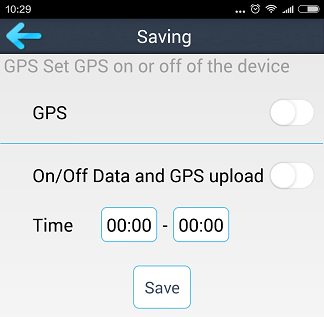 10:29
Saving
GPS Set GPS on or off of the device
GPS
On/Off Data and GPS upload
Time 00:00 - 00:00
Save